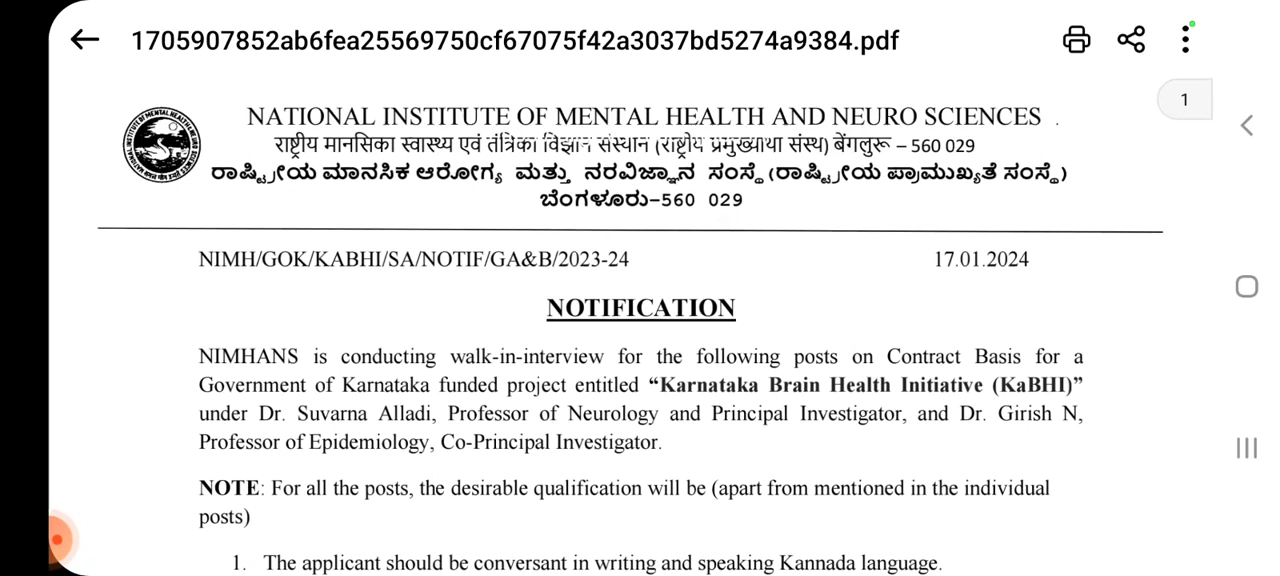 1705907852ab6fea25569750cf67075f42a3037bd5274a9384.pdf
1
NATIONAL INSTITUTE OF MENTAL HEALTH AND NEURO SCIENCES .
राष्ट्रीय मानसिका स्वास्थ्य एवं तंत्रिका विज्ञान संस्थान (राष्ट्रीय प्रमुख्याथा संस्थ) बेंगलुरू – 560 029
ರಾಷ್ಟ್ರೀಯ ಮಾನಸಿಕ ಆರೋಗ್ಯ ಮತ್ತು ನರವಿಜ್ಞಾನ ಸಂಸ್ಥೆ (ರಾಷ್ಟ್ರೀಯ ಪ್ರಾಮುಖ್ಯತೆ ಸಂಸ್ಥೆ)
ಬೆಂಗಳೂರು–560 029
NIMH/GOK/KABHI/SA/NOTIF/GA&B/2023-24 17.01.2024
NOTIFICATION
NIMHANS is conducting walk-in-interview for the following posts on Contract Basis for a
Government of Karnataka funded project entitled “Karnataka Brain Health Initiative (KaBHI)”
under Dr. Suvarna Alladi, Professor of Neurology and Principal Investigator, and Dr. Girish N,
Professor of Epidemiology, Co-Principal Investigator.
NOTE: For all the posts, the desirable qualification will be (apart from mentioned in the individual
posts)
1. The applicant should be conversant in writing and speaking Kannada language.